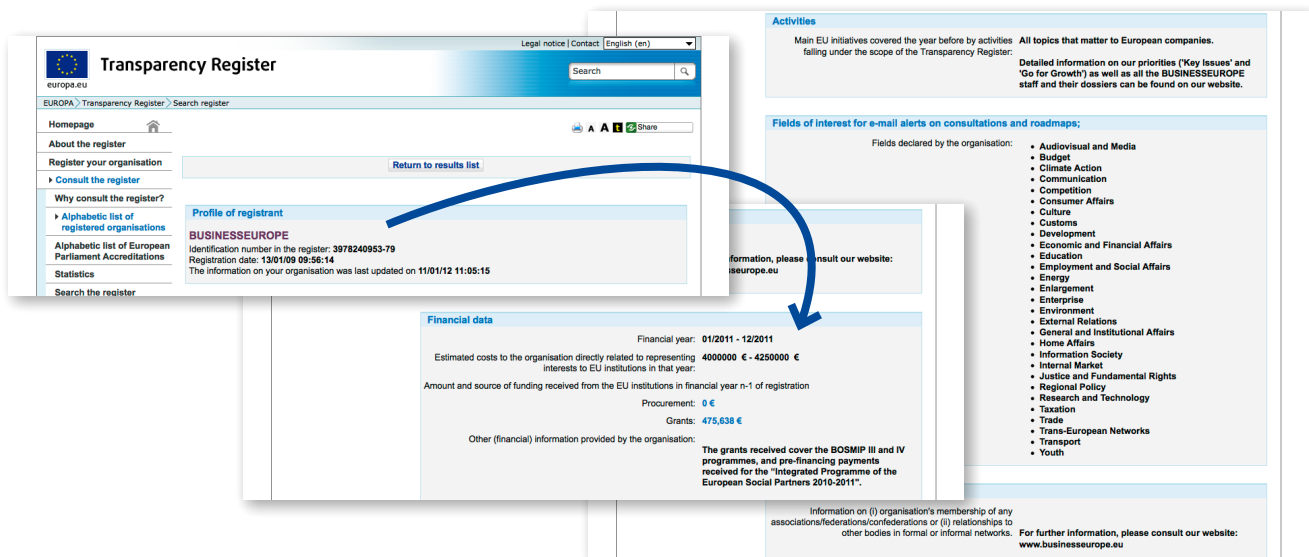 Legal notice | Contact English (en)
Transparency Register
Search
europa.eu
EUROPA > Transparency Register > Search register
Homepage
About the register
Register your organisation
Consult the register
Why consult the register?
Alphabetic list of
registered organisations
Alphabetic list of European
Parliament Accreditations
Statistics
Search the register
A A t Share
Return to results list
Profile of registrant
BUSINESSEUROPE
Identification number in the register: 3978240953-79
Registration date: 13/01/09 09:56:14
The information on your organisation was last updated on 11/01/12 11:05:15
formation, please consult our website:
sseurope.eu
Financial data
Financial year: 01/2011 - 12/2011
Estimated costs to the organisation directly related to representing 4000000 € - 4250000 €
interests to EU institutions in that year:
Amount and source of funding received from the EU institutions in financial year n-1 of registration
Procurement: 0 €
Grants: 475,638 €
Other (financial) information provided by the organisation:
The grants received cover the BOSMIP III and IV
programmes, and pre-financing payments
received for the "Integrated Programme of the
European Social Partners 2010-2011".
Activities
Main EU initiatives covered the year before by activities All topics that matter to European companies.
falling under the scope of the Transparency Register:
Detailed information on our priorities ('Key Issues' and
'Go for Growth') as well as all the BUSINESSEUROPE
staff and their dossiers can be found on our website.
Fields of interest for e-mail alerts on consultations and roadmaps;
Fields declared by the organisation:
• Audiovisual and Media
• Budget
• Climate Action
• Communication
• Competition
• Consumer Affairs
• Culture
• Customs
• Development
• Economic and Financial Affairs
• Education
• Employment and Social Affairs
• Energy
• Enlargement
• Enterprise
• Environment
• External Relations
• General and Institutional Affairs
• Home Affairs
• Information Society
• Internal Market
• Justice and Fundamental Rights
• Regional Policy
• Research and Technology
• Taxation
• Trade
• Trans-European Networks
• Transport
• Youth
Information on (i) organisation's membership of any
associations/federations/confederations or (ii) relationships to
other bodies in formal or informal networks. For further information, please consult our website:
www.businesseurope.eu